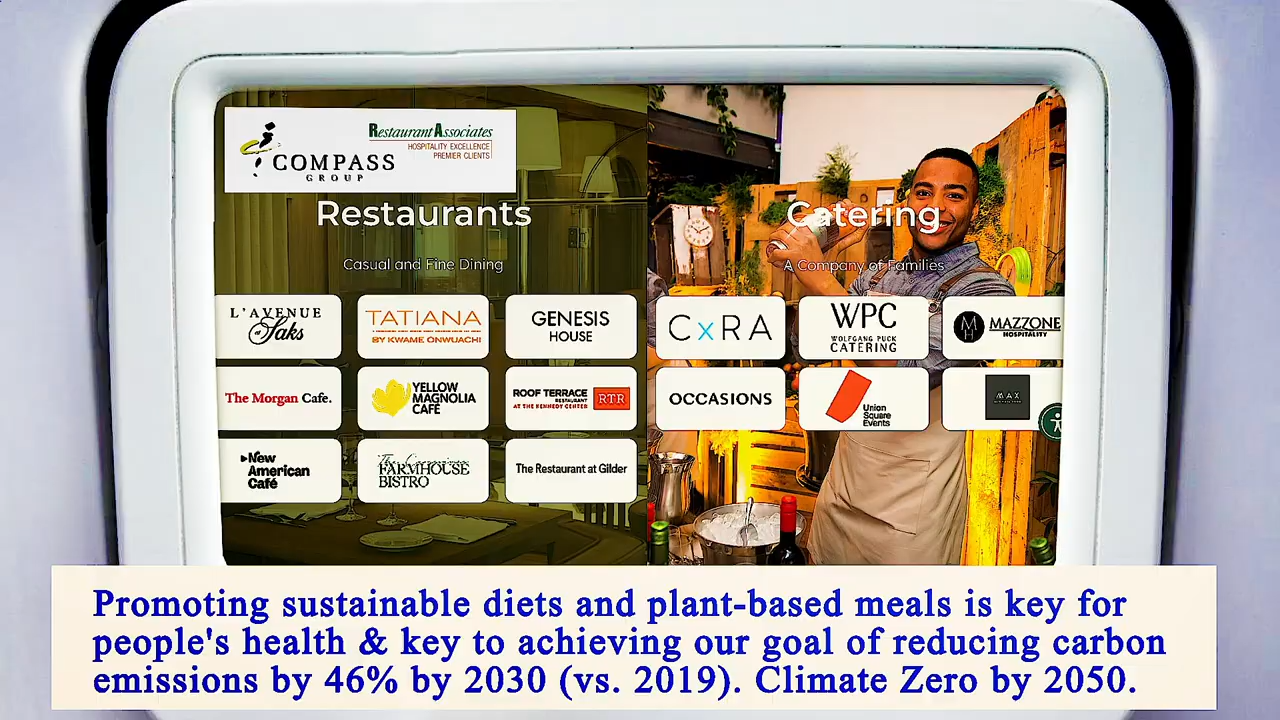 COMPASS
GROUP
Restaurant Associates
HOSPITALITY EXCELLENCE
PREMIER CLIENTS
Restaurants
Casual and Fine Dining
L'AVENUE
at Saks
TATIANA
BY KWAME ONWUACHI
GENESIS
HOUSE
The Morgan Cafe.
YELLOW
MAGNOLIA
CAFÉ
ROOF TERRACE
RESTAURANT
AT THE KENNEDY CENTER
RTR
New
American
Café
FARMHOUSE
BISTRO
The Restaurant at Gilder
Catering
A Company of Families
CxRA
WPC
WOLFGANG PUCK
CATERING
MH
MAZZONE
HOSPITALITY
OCCASIONS
Union
Square
Events
MAX
Promoting sustainable diets and plant-based meals is key for
people's health & key to achieving our goal of reducing carbon
emissions by 46% by 2030 (vs. 2019). Climate Zero by 2050.